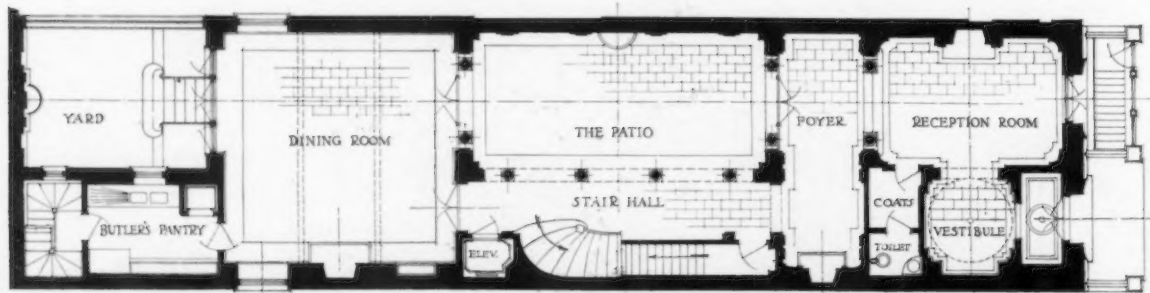 YARD
DINING ROOM
THE PATIO
FOYER
RECEPTION ROOM
STAIR HALL
BUTLER'S PANTRY
ELEV.
COATS
TOILET
VESTIBULE